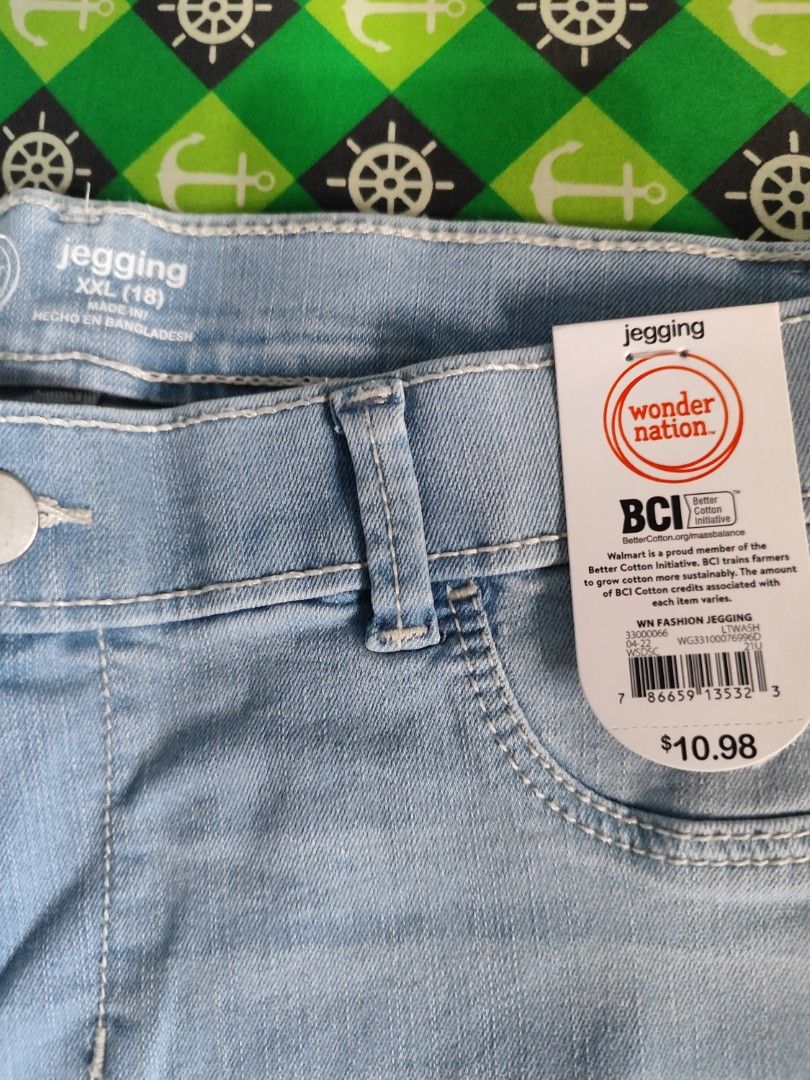 jegging
XXL (18)
MADE IN/
HECHO EN BANGLADESH
jegging
wonder
nation™
BCI Better
Cotton
Initiative™
BetterCotton.org/massbalance
Walmart is a proud member of the
Better Cotton Initiative. BCI trains farmers
to grow cotton more sustainably. The amount
of BCI Cotton credits associated with
each item varies.
WN FASHION JEGGING
33000066 LTWASH
04-22 WG33100076996D
WSDSC 21U
7 86659 13532 3
$10.98